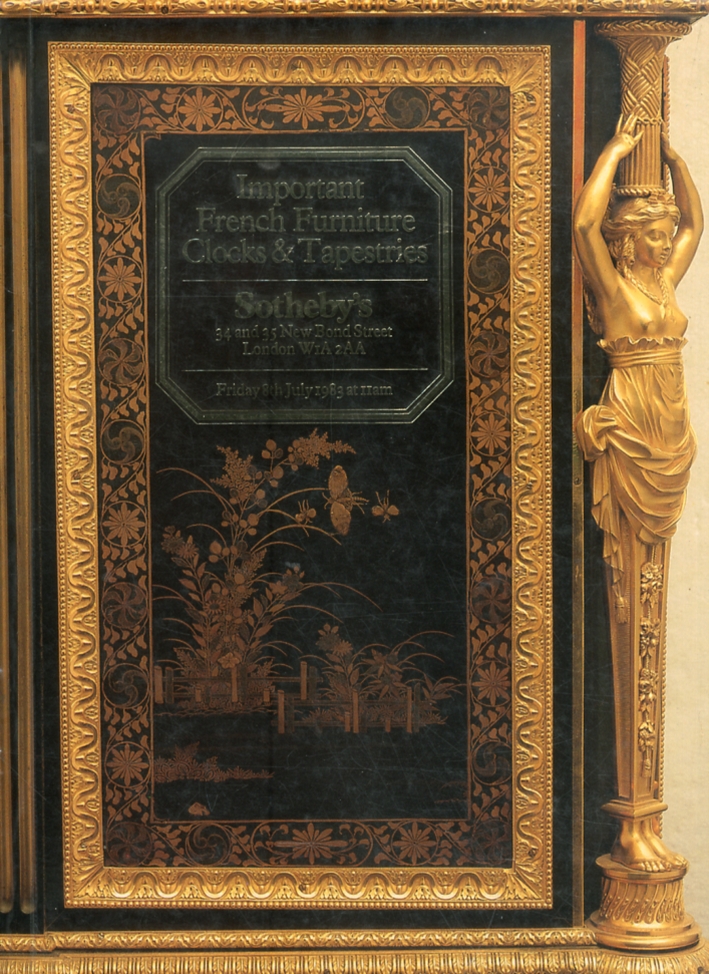 Important
French Furniture
Clocks & Tapestries
Sotheby's
34 and 35 New Bond Street
London W1A 2AA
Friday 8th July 1983 at 11am